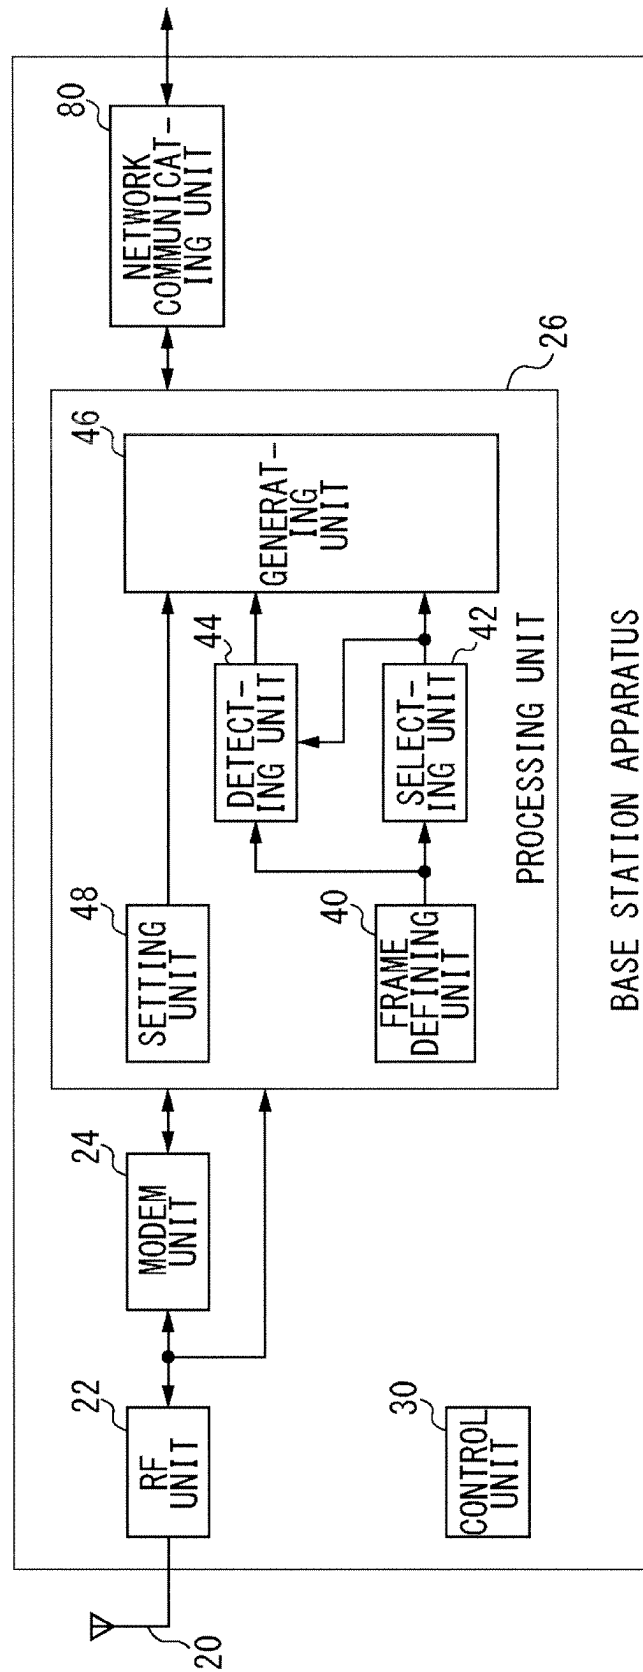 20
22
RF
UNIT
24
MODEM
UNIT
30
CONTROL
UNIT
26
48
SETTING
UNIT
40
FRAME
DEFINING
UNIT
44
DETECT-
ING UNIT
42
SELECT-
ING UNIT
46
GENERAT-
ING
UNIT
PROCESSING UNIT
80
NETWORK
COMMUNICAT-
ING UNIT
BASE STATION APPARATUS